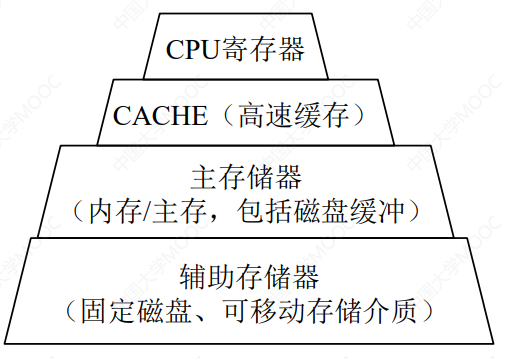 CPU寄存器
CACHE（高速缓存）
主存储器
（内存/主存，包括磁盘缓冲）
辅助存储器
（固定磁盘、可移动存储介质）
中国大学MOOC